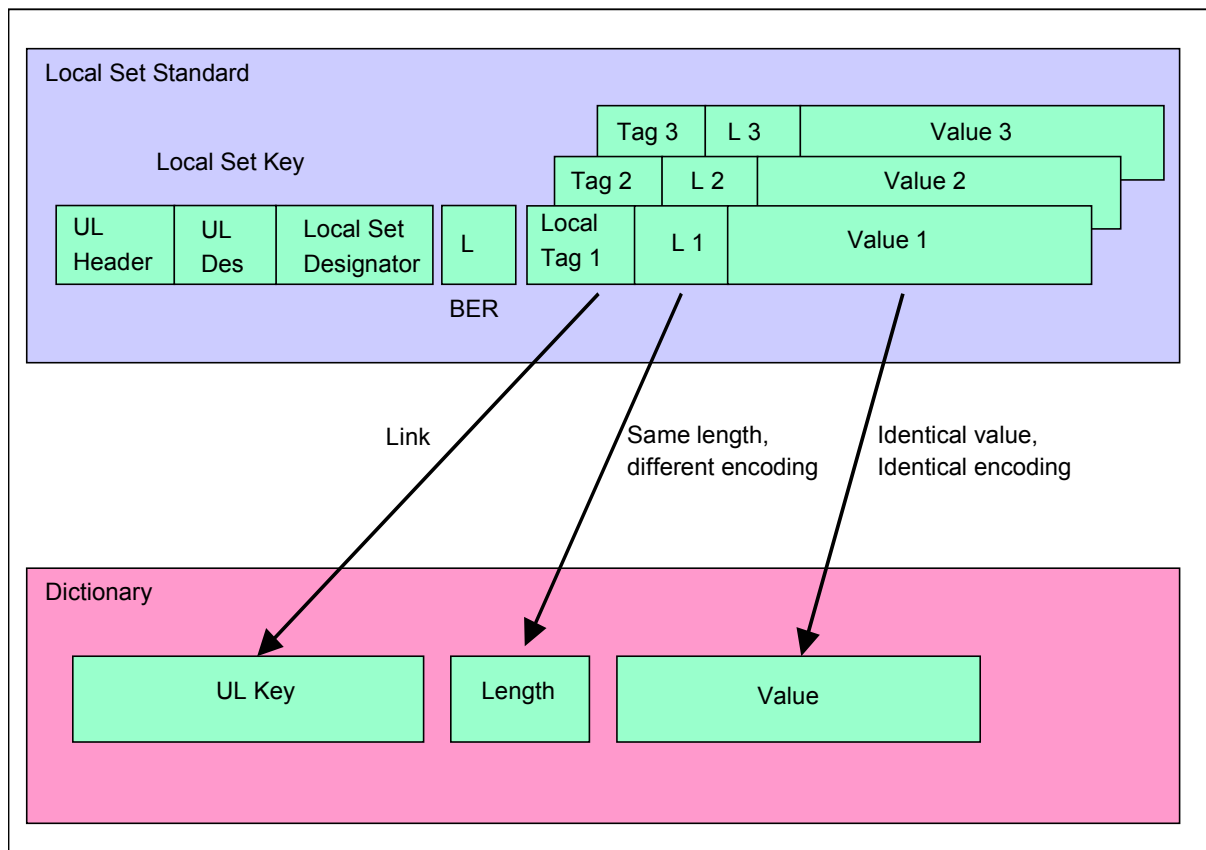 Local Set Standard
Tag 3
L 3
Value 3
Local Set Key
Tag 2
L 2
Value 2
UL
Header
UL
Des
Local Set
Designator
L
Local
Tag 1
L 1
Value 1
BER
Link
Same length,
different encoding
Identical value,
Identical encoding
Dictionary
UL Key
Length
Value